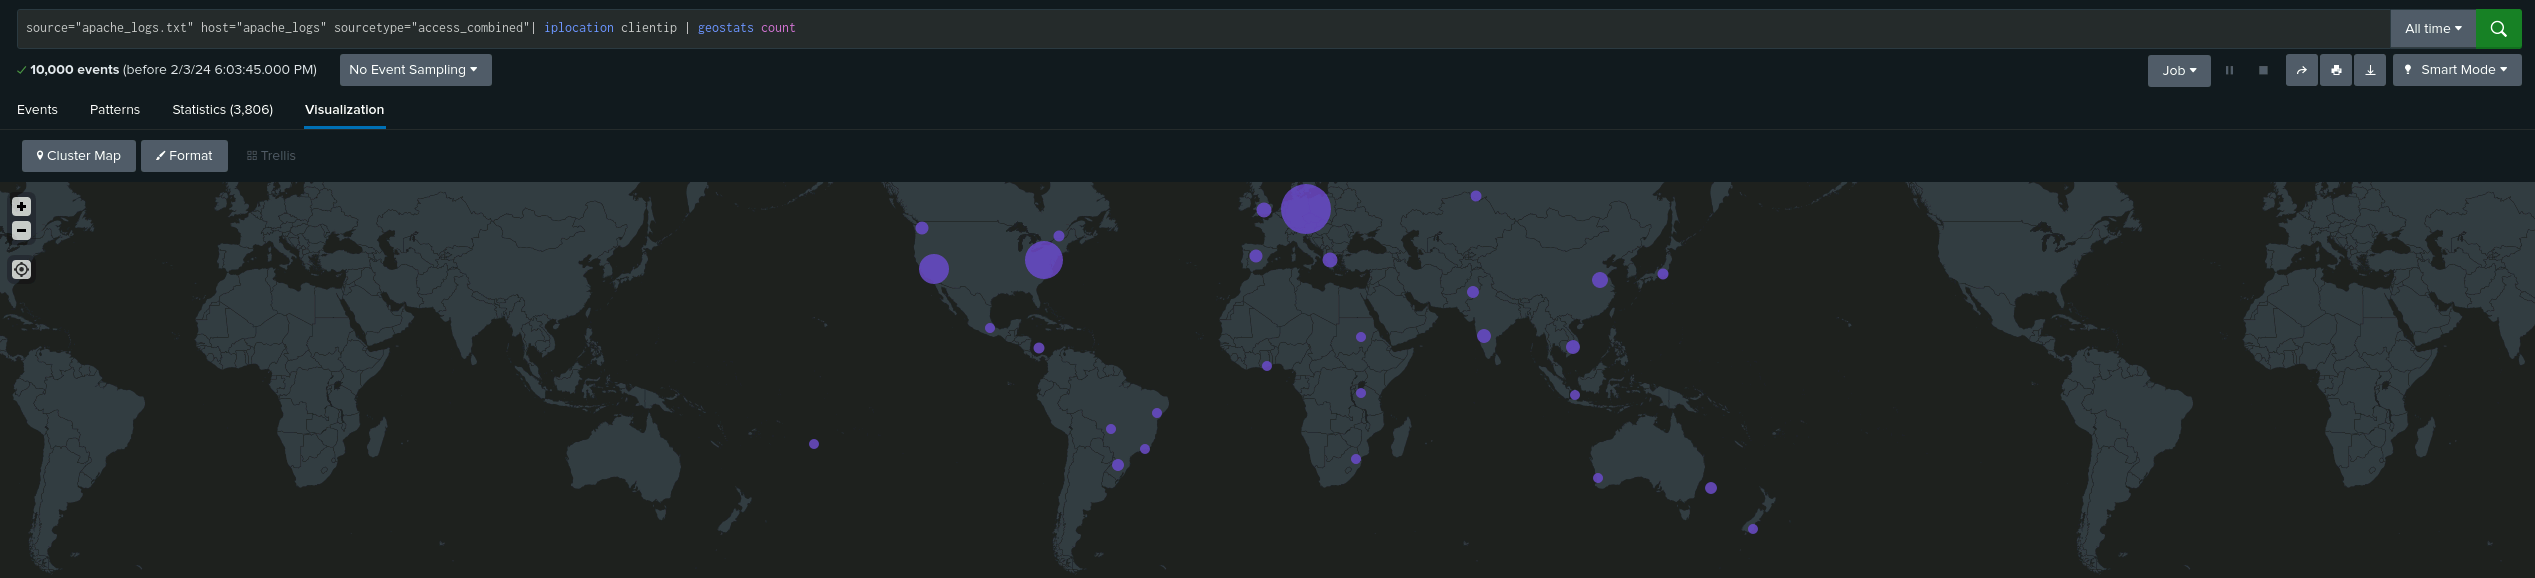 source="apache_logs.txt" host="apache_logs" sourcetype="access_combined"| iplocation clientip | geostats count
All time
10,000 events (before 2/3/24 6:03:45.000 PM)
No Event Sampling
Job
Smart Mode
Events
Patterns
Statistics (3,806)
Visualization
Cluster Map
Format
Trellis